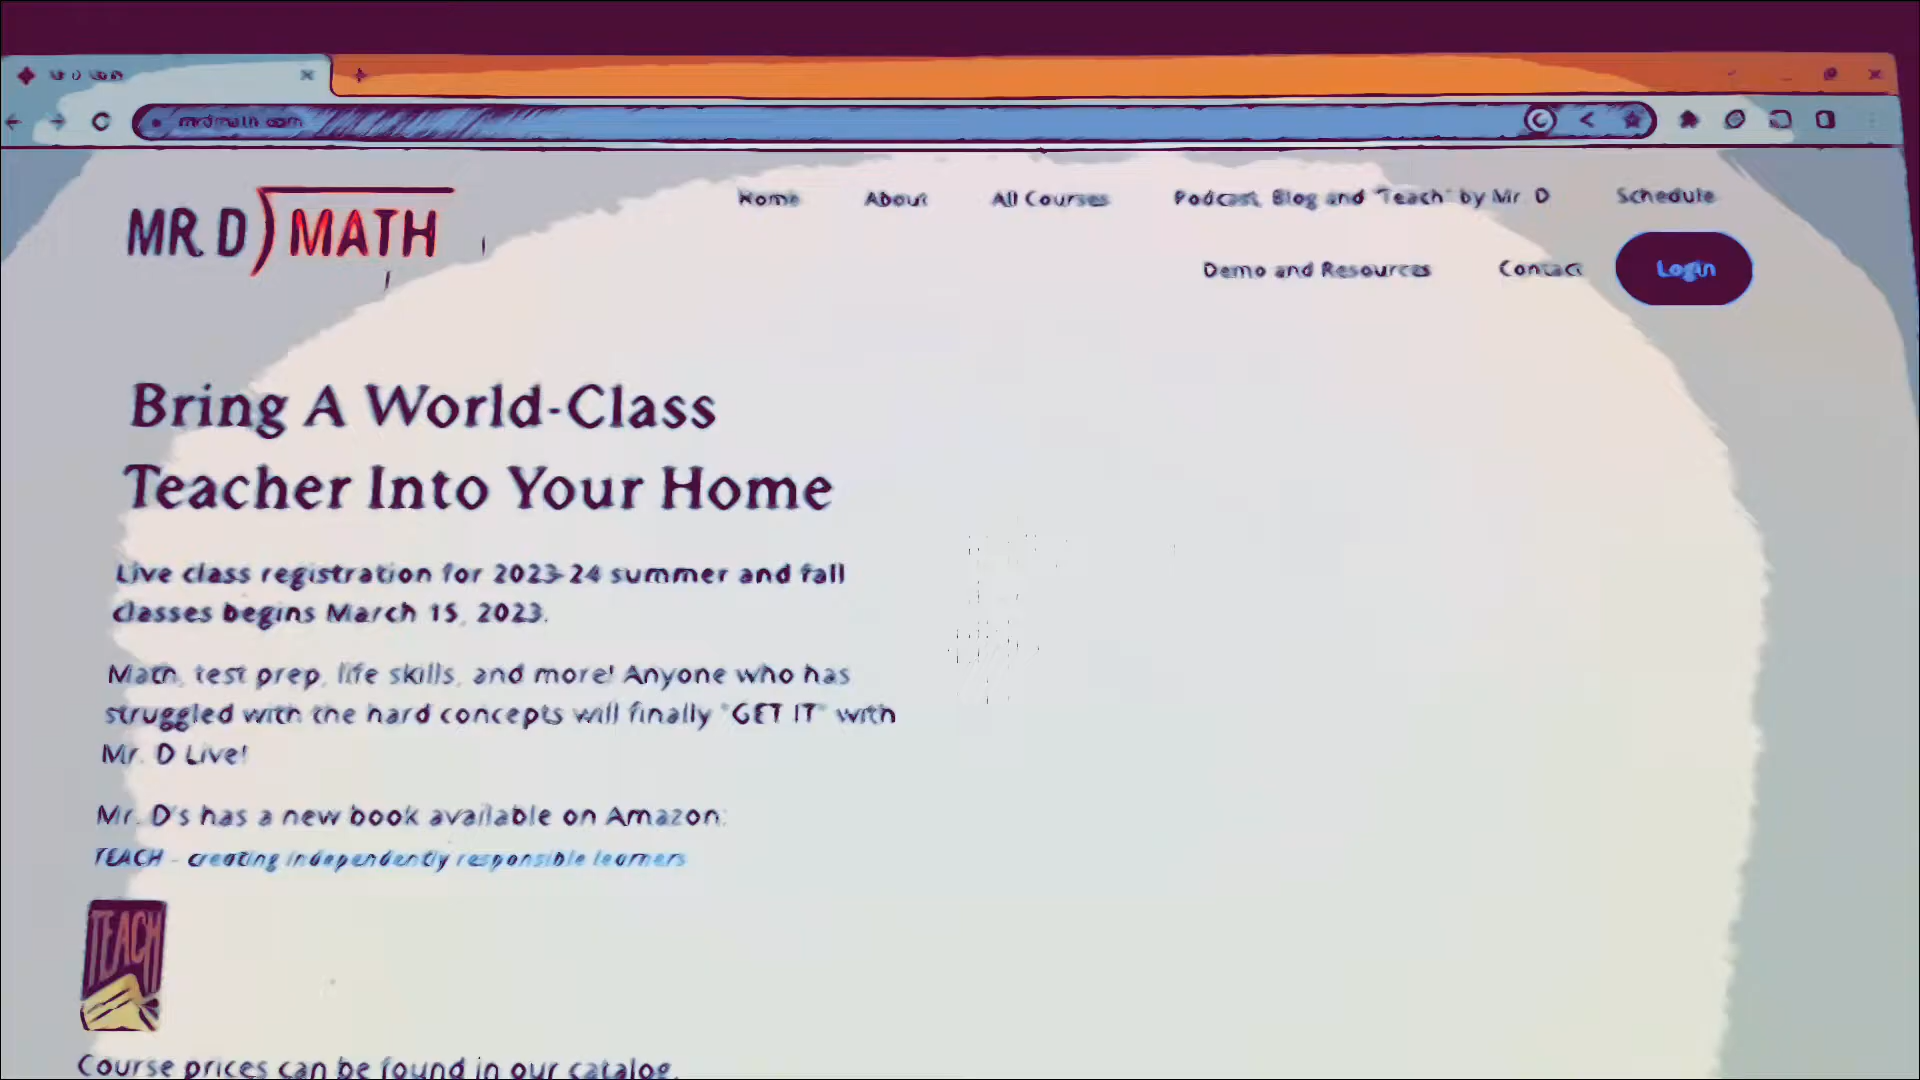 mrdmath.com
MR. D MATH
Home About All Courses Podcast, Blog and "Teach" by Mr. D Schedule
Demo and Resources Contact Login
Bring A World-Class
Teacher Into Your Home
Live class registration for 2023-24 summer and fall
classes begins March 15, 2023.
Math, test prep, life skills, and more! Anyone who has
struggled with the hard concepts will finally "GET IT" with
Mr. D Live!
Mr. D's has a new book available on Amazon:
TEACH - creating independently responsible learners
TEACH
Course prices can be found in our catalog.